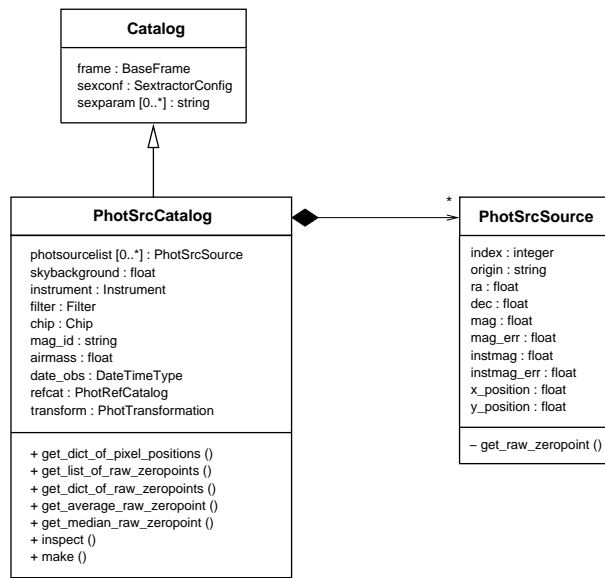 Catalog
frame : BaseFrame
sexconf : SextractorConfig
sexparam [0..*] : string
PhotSrcCatalog
photsourcelist [0..*] : PhotSrcSource
skybackground : float
instrument : Instrument
filter : Filter
chip : Chip
mag_id : string
airmass : float
date_obs : DateTimeType
refcat : PhotRefCatalog
transform : PhotTransformation
+ get_dict_of_pixel_positions ()
+ get_list_of_raw_zeropoints ()
+ get_dict_of_raw_zeropoints ()
+ get_average_raw_zeropoint ()
+ get_median_raw_zeropoint ()
+ inspect ()
+ make ()
*
PhotSrcSource
index : integer
origin : string
ra : float
dec : float
mag : float
mag_err : float
instmag : float
instmag_err : float
x_position : float
y_position : float
– get_raw_zeropoint ()